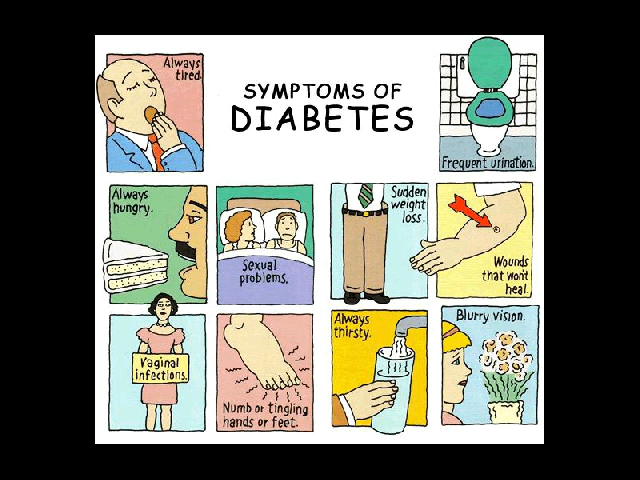 Always
tired.
SYMPTOMS OF
DIABETES
Frequent urination.
Always
hungry.
Sexual
problems.
Sudden
weight
loss.
Wounds
that won't
heal.
Vaginal
infections.
Numb or tingling
hands or feet.
Always
thirsty.
Blurry vision.